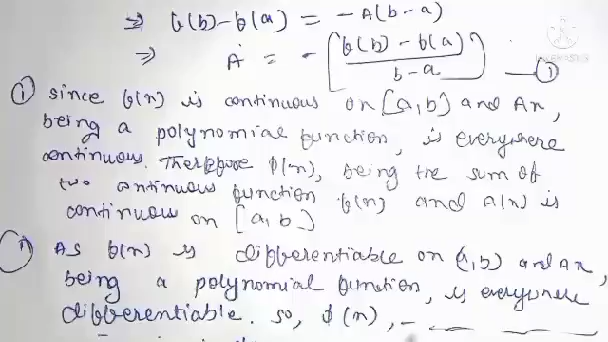 ⇒ f(b)-f(a) = -A(b-a)
⇒ A = -[f(b)-f(a)/b-a] —①
① since f(x) is continuous on [a,b] and Ax,
being a polynomial function, is everywhere
continuous. Therefore φ(x), being the sum of
two continuous function f(x) and A(x) is
continuous on [a,b]
⑪ As f(x) is differentiable on (a,b) and Ax,
being a polynomial function, is everywhere
differentiable. so, φ(x),